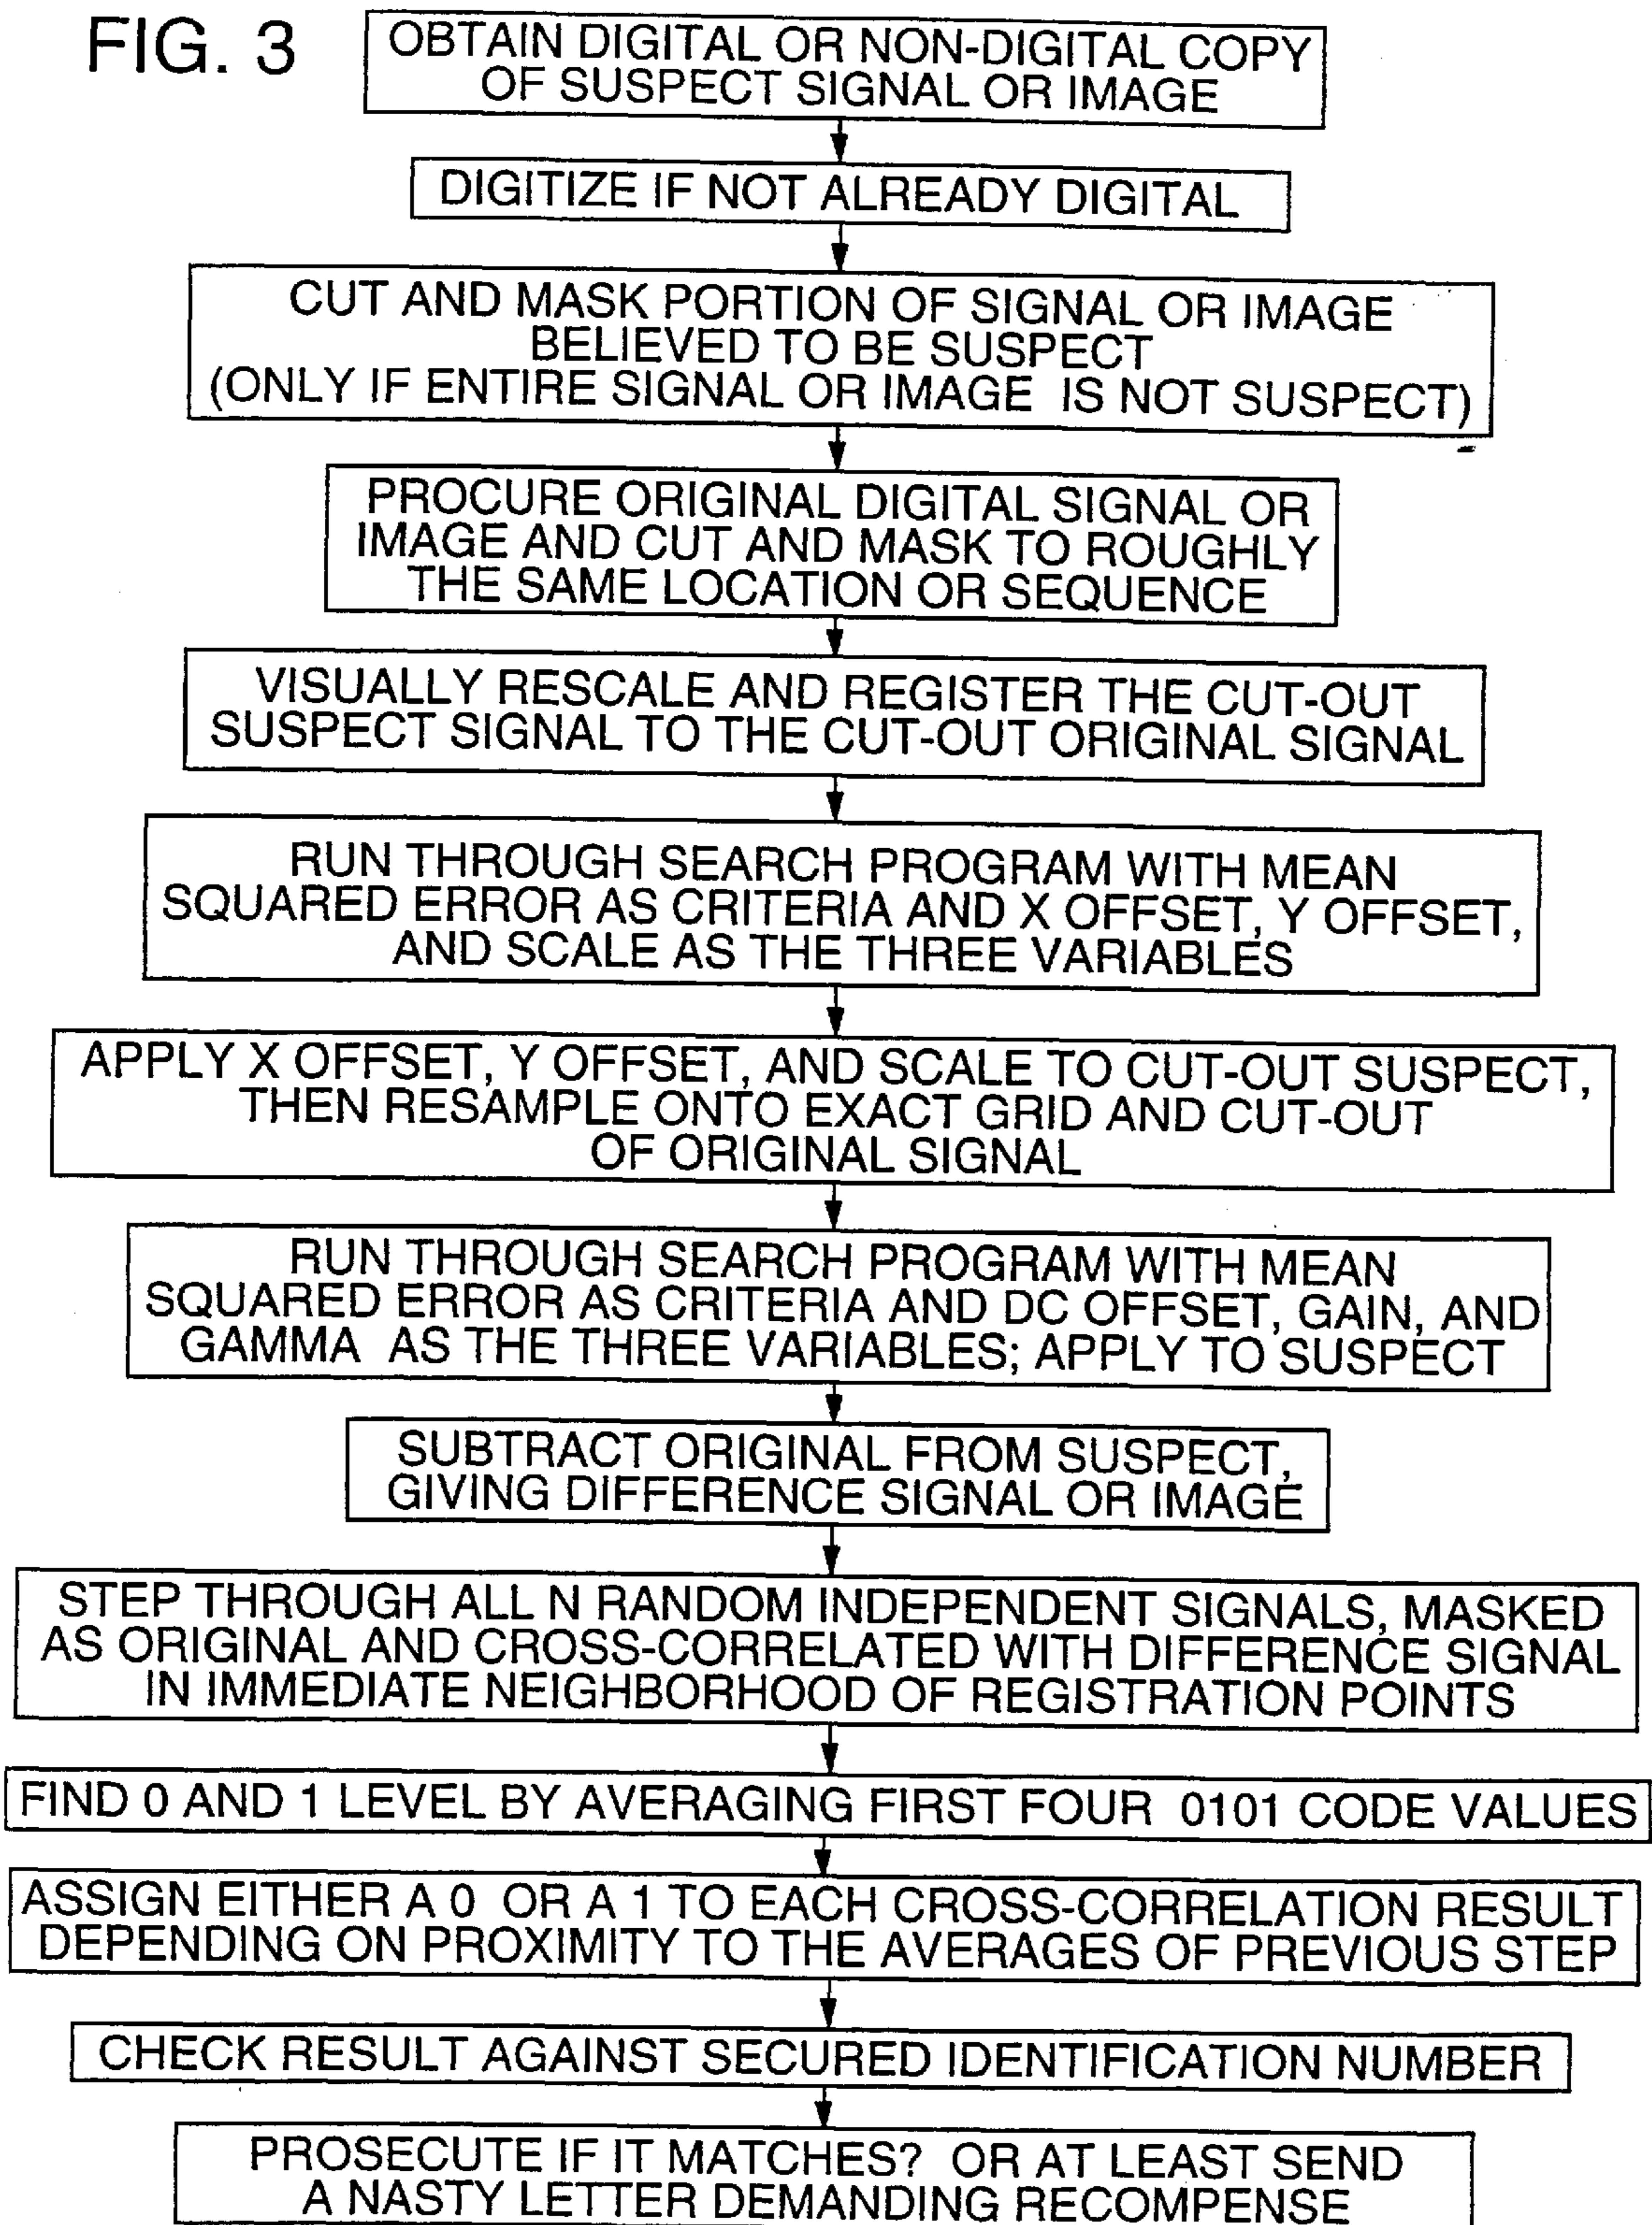 FIG. 3
OBTAIN DIGITAL OR NON-DIGITAL COPY
OF SUSPECT SIGNAL OR IMAGE
DIGITIZE IF NOT ALREADY DIGITAL
CUT AND MASK PORTION OF SIGNAL OR IMAGE
BELIEVED TO BE SUSPECT
(ONLY IF ENTIRE SIGNAL OR IMAGE IS NOT SUSPECT)
PROCURE ORIGINAL DIGITAL SIGNAL OR
IMAGE AND CUT AND MASK TO ROUGHLY
THE SAME LOCATION OR SEQUENCE
VISUALLY RESCALE AND REGISTER THE CUT-OUT
SUSPECT SIGNAL TO THE CUT-OUT ORIGINAL SIGNAL
RUN THROUGH SEARCH PROGRAM WITH MEAN
SQUARED ERROR AS CRITERIA AND X OFFSET, Y OFFSET,
AND SCALE AS THE THREE VARIABLES
APPLY X OFFSET, Y OFFSET, AND SCALE TO CUT-OUT SUSPECT,
THEN RESAMPLE ONTO EXACT GRID AND CUT-OUT
OF ORIGINAL SIGNAL
RUN THROUGH SEARCH PROGRAM WITH MEAN
SQUARED ERROR AS CRITERIA AND DC OFFSET, GAIN, AND
GAMMA AS THE THREE VARIABLES; APPLY TO SUSPECT
SUBTRACT ORIGINAL FROM SUSPECT,
GIVING DIFFERENCE SIGNAL OR IMAGE
STEP THROUGH ALL N RANDOM INDEPENDENT SIGNALS, MASKED
AS ORIGINAL AND CROSS-CORRELATED WITH DIFFERENCE SIGNAL
IN IMMEDIATE NEIGHBORHOOD OF REGISTRATION POINTS
FIND 0 AND 1 LEVEL BY AVERAGING FIRST FOUR 0101 CODE VALUES
ASSIGN EITHER A 0 OR A 1 TO EACH CROSS-CORRELATION RESULT
DEPENDING ON PROXIMITY TO THE AVERAGES OF PREVIOUS STEP
CHECK RESULT AGAINST SECURED IDENTIFICATION NUMBER
PROSECUTE IF IT MATCHES? OR AT LEAST SEND
A NASTY LETTER DEMANDING RECOMPENSE